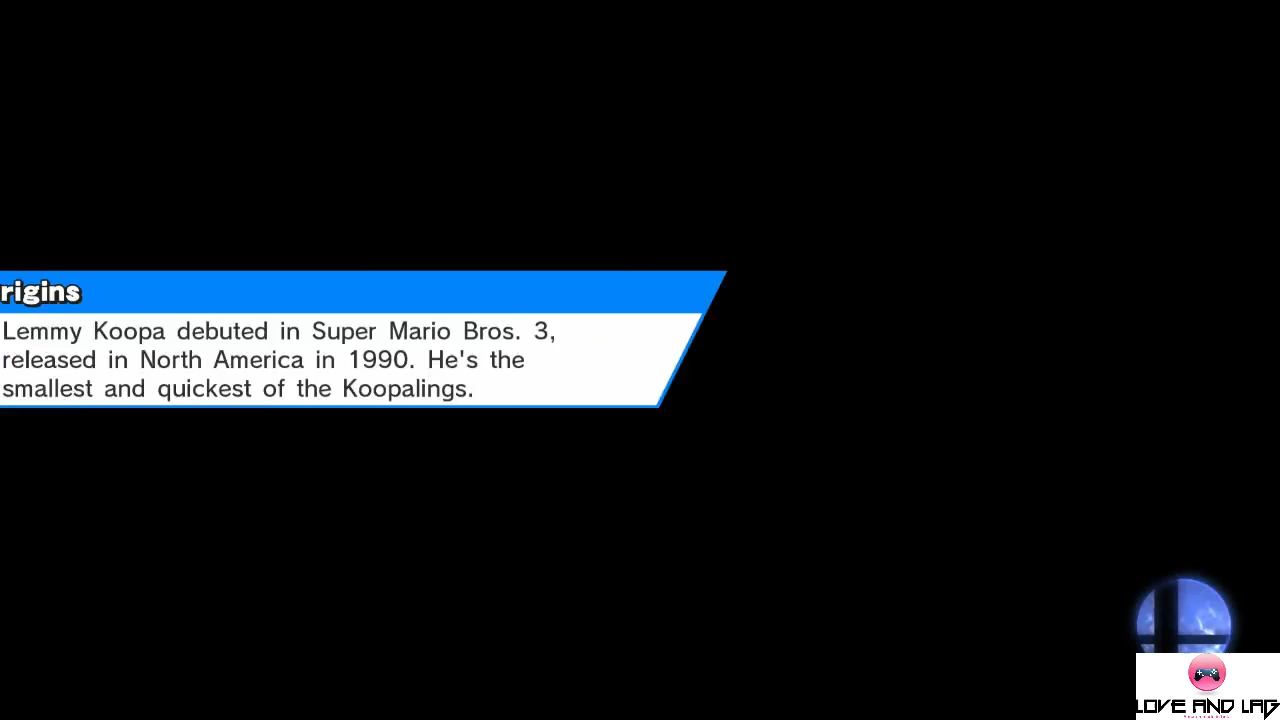 rigins
Lemmy Koopa debuted in Super Mario Bros. 3,
released in North America in 1990. He's the
smallest and quickest of the Koopalings.
LOVE AND LAG